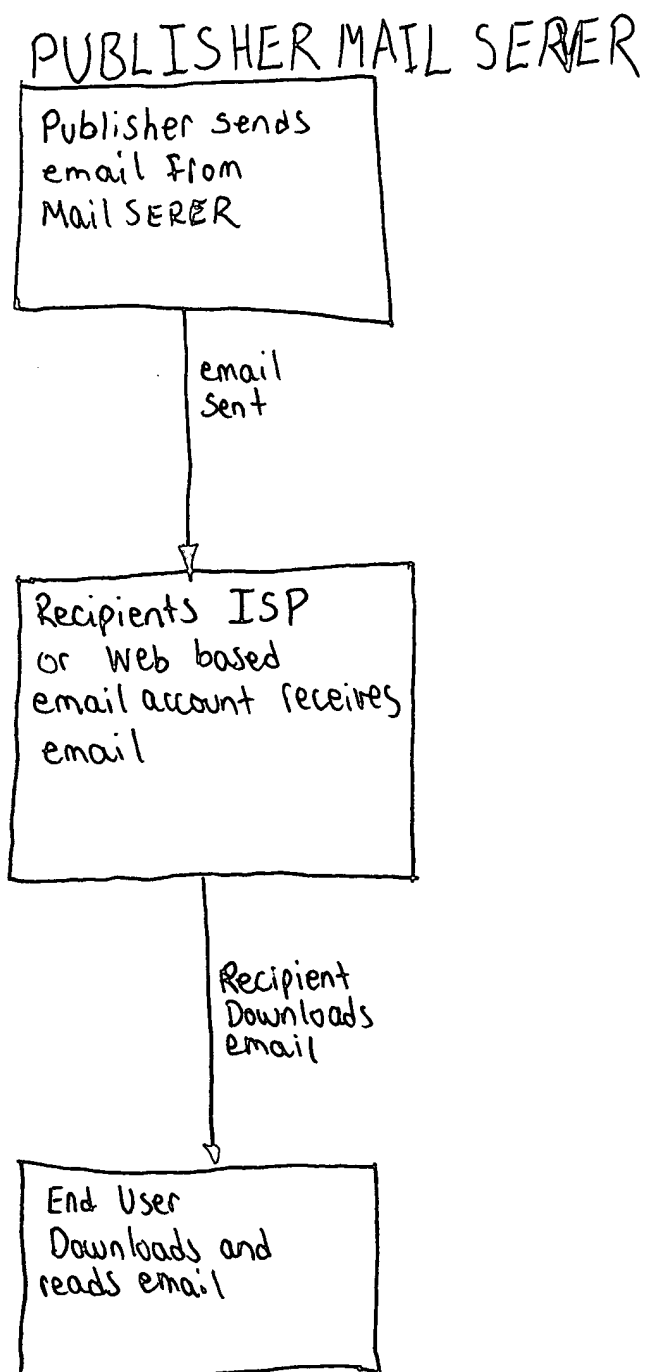 PUBLISHER MAIL SERVER
Publisher sends
email from
Mail SERER
email
sent
Recipients ISP
or Web based
email account receives
email
Recipient
Downloads
email
End User
Downloads and
reads email